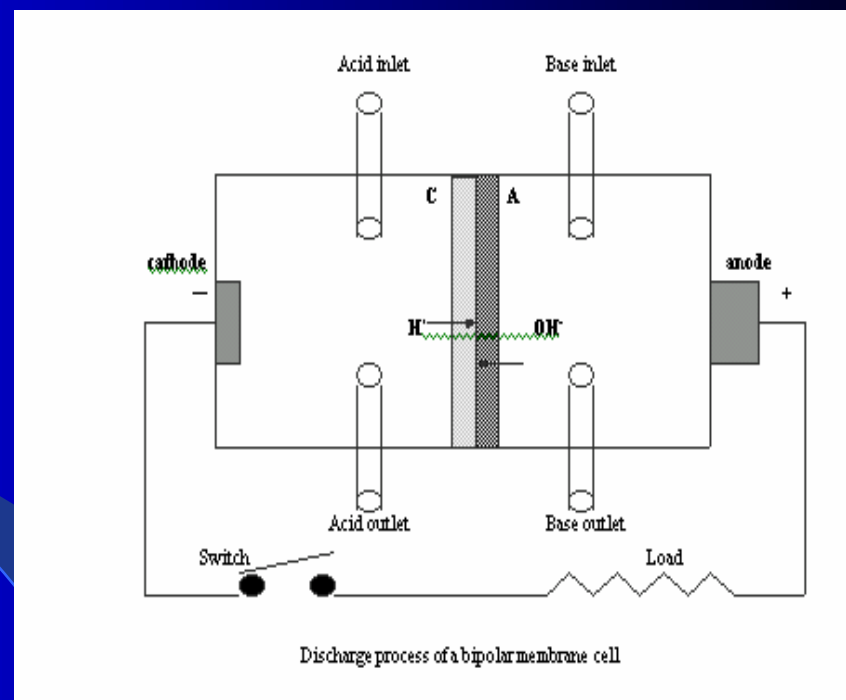 Acid inlet Base inlet
C A
cathode anode
— +
H⁺ OH⁻
Acid outlet Base outlet
Switch Load
Discharge process of a bipolar membrane cell